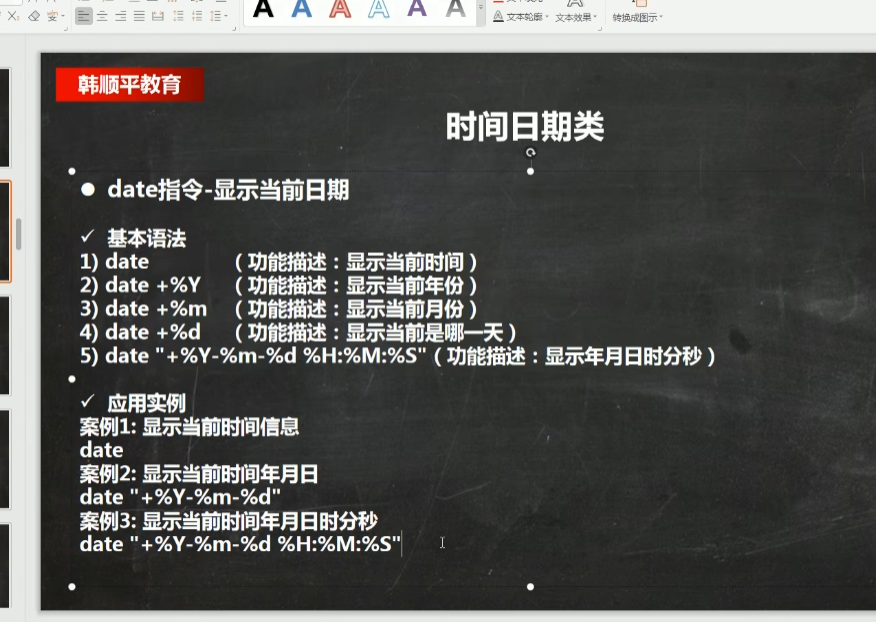 文本轮廓
文本效果
转换成图示
韩顺平教育
时间日期类
date指令-显示当前日期
基本语法
1) date （功能描述：显示当前时间）
2) date +%Y （功能描述：显示当前年份）
3) date +%m （功能描述：显示当前月份）
4) date +%d （功能描述：显示当前是哪一天）
5) date "+%Y-%m-%d %H:%M:%S"（功能描述：显示年月日时分秒）
应用实例
案例1: 显示当前时间信息
date
案例2: 显示当前时间年月日
date "+%Y-%m-%d"
案例3: 显示当前时间年月日时分秒
date "+%Y-%m-%d %H:%M:%S"